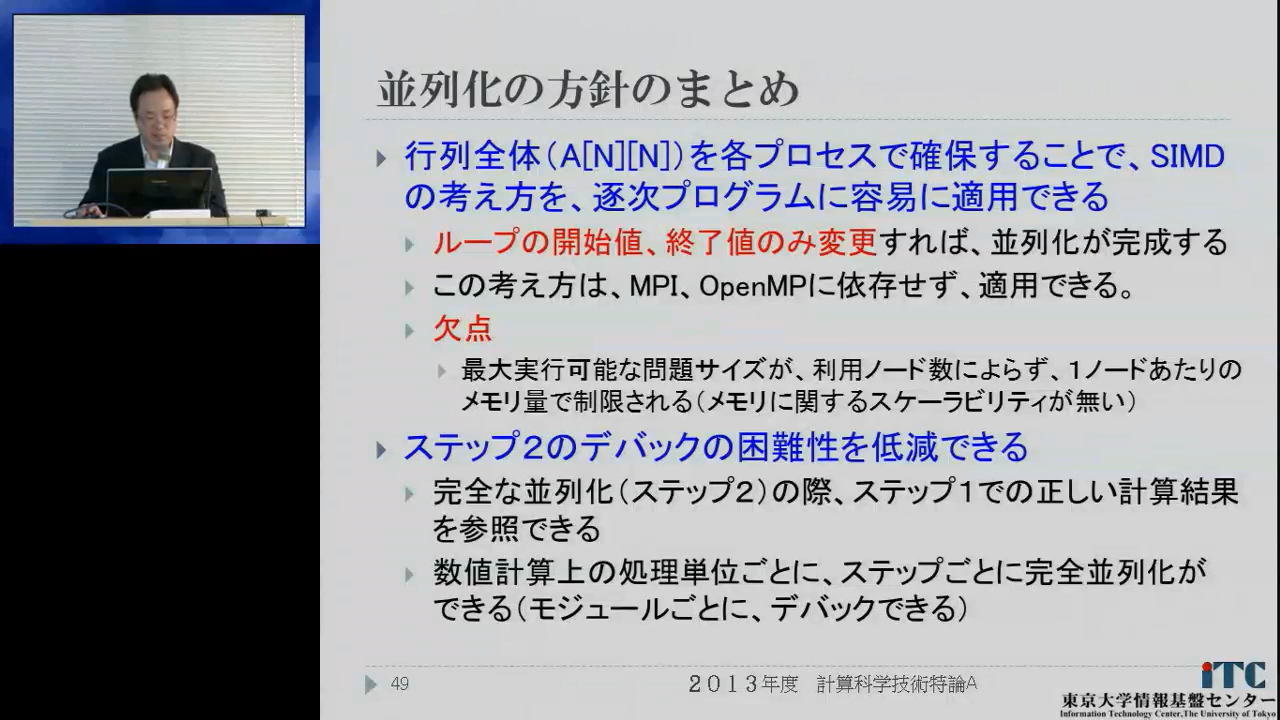 並列化の方針のまとめ
行列全体(A[N][N])を各プロセスで確保することで、SIMD
の考え方を、逐次プログラムに容易に適用できる
ループの開始値、終了値のみ変更すれば、並列化が完成する
この考え方は、MPI、OpenMPに依存せず、適用できる。
欠点
最大実行可能な問題サイズが、利用ノード数によらず、1ノードあたりの
メモリ量で制限される(メモリに関するスケーラビリティが無い)
ステップ2のデバックの困難性を低減できる
完全な並列化(ステップ2)の際、ステップ1での正しい計算結果
を参照できる
数値計算上の処理単位ごとに、ステップごとに完全並列化が
できる(モジュールごとに、デバックできる)
49
2013年度 計算科学技術特論A
iTC
東京大学情報基盤センター
Information Technology Center, The University of Tokyo